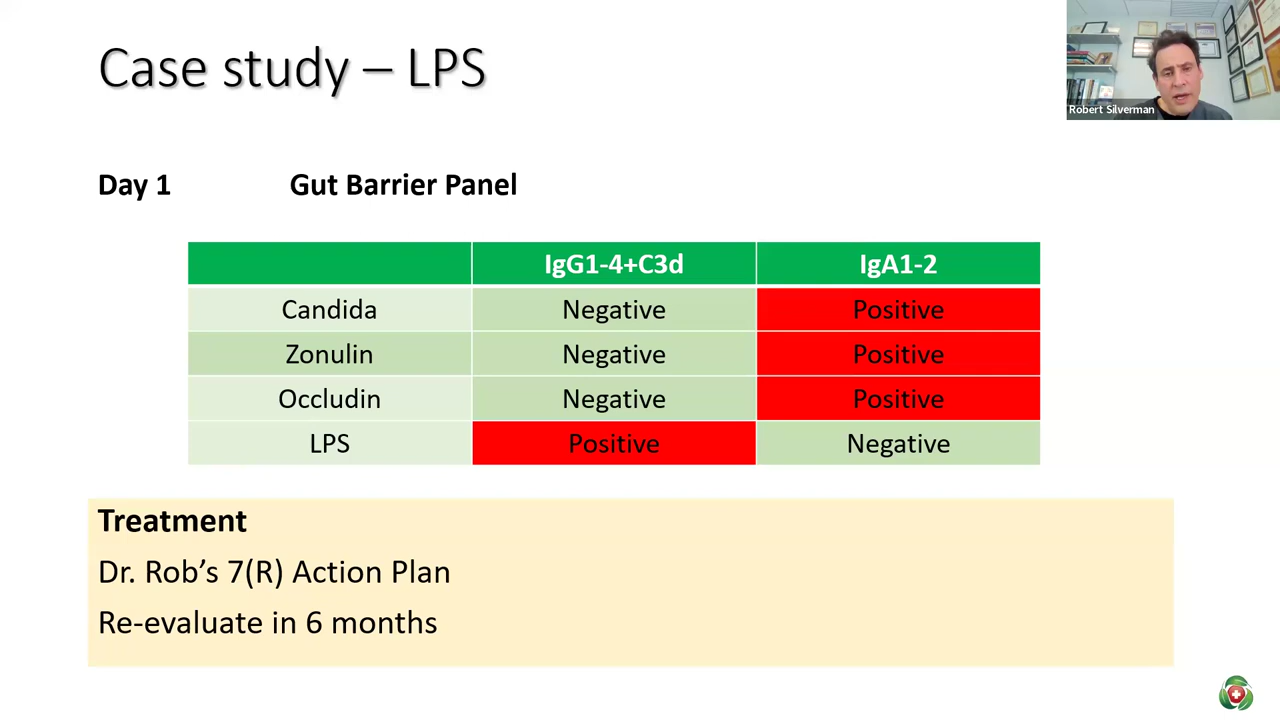 Case study – LPS
Robert Silverman
Day 1 Gut Barrier Panel
IgG1-4+C3d IgA1-2
Candida Negative Positive
Zonulin Negative Positive
Occludin Negative Positive
LPS Positive Negative
Treatment
Dr. Rob’s 7(R) Action Plan
Re-evaluate in 6 months